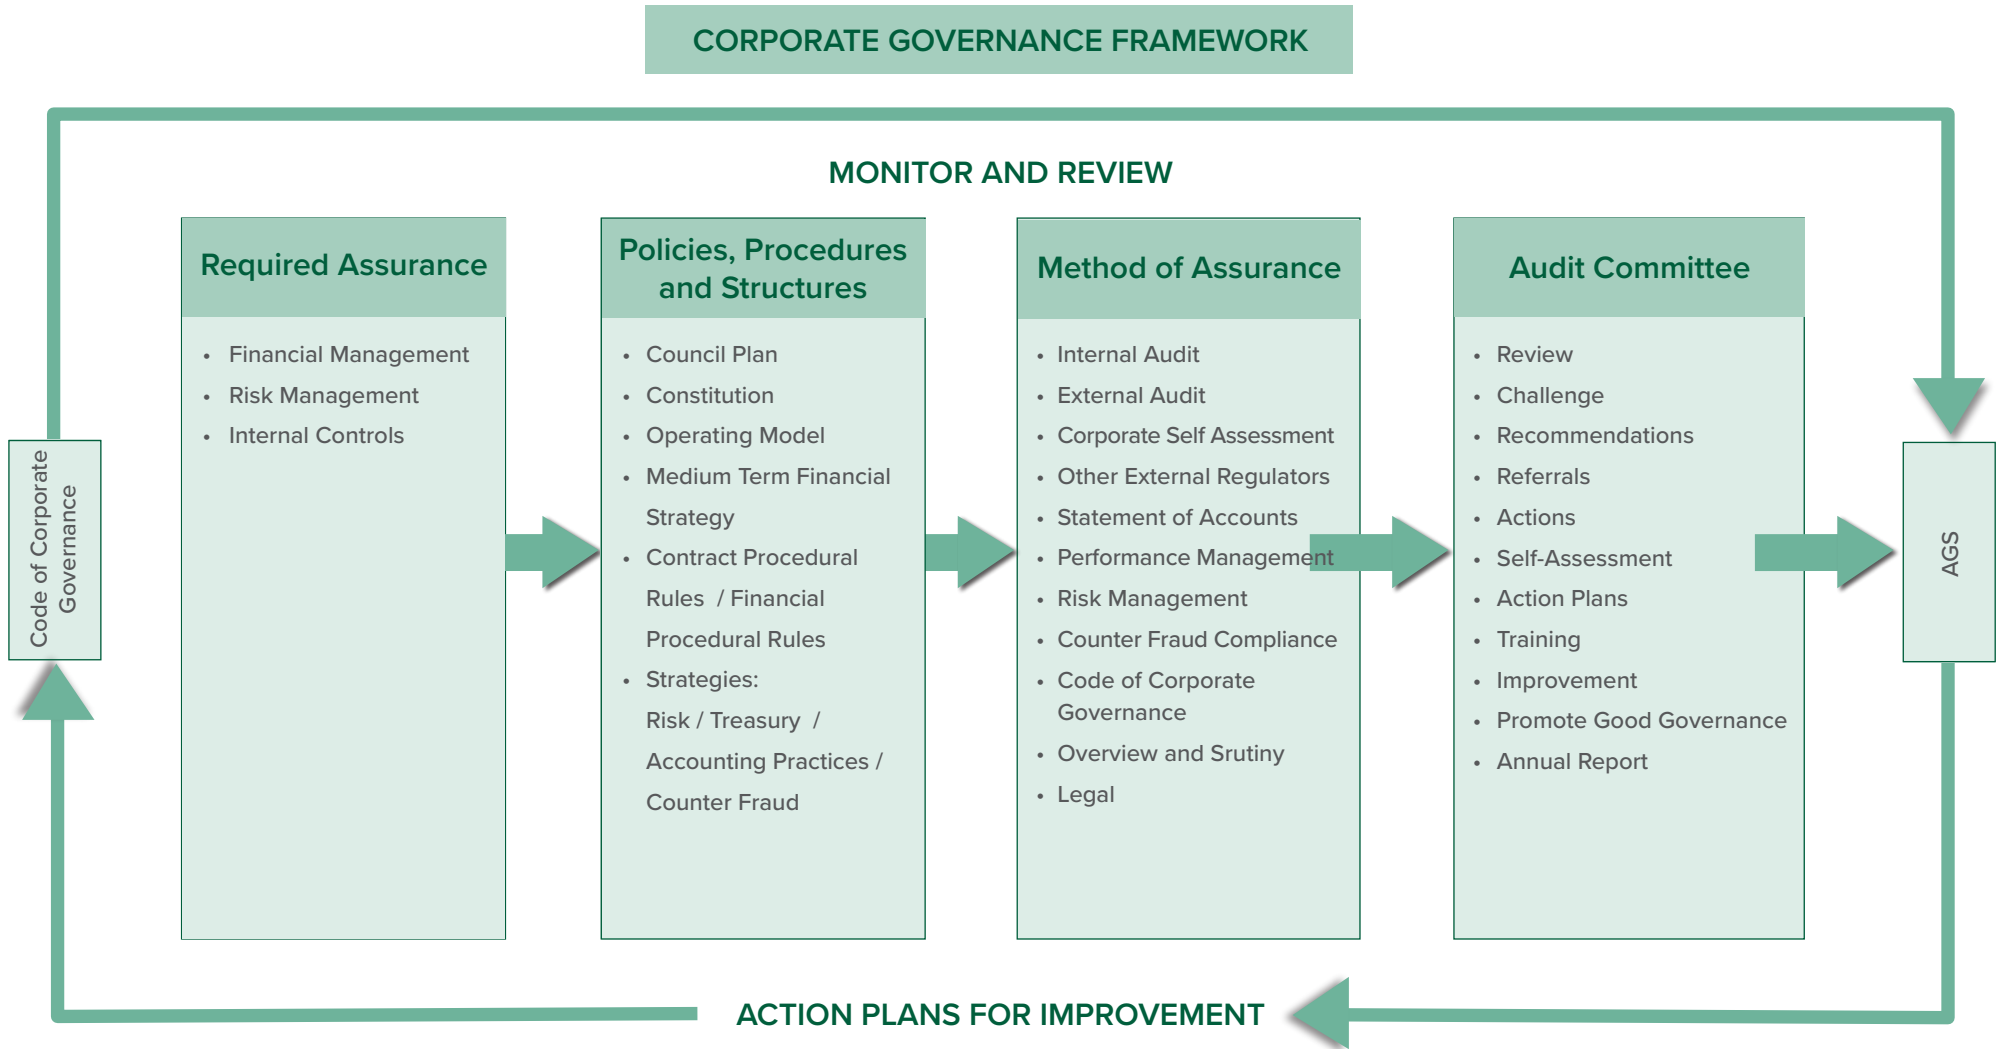 CORPORATE GOVERNANCE FRAMEWORK
MONITOR AND REVIEW
Code of Corporate
Governance
Required Assurance
• Financial Management
• Risk Management
• Internal Controls
Policies, Procedures
and Structures
• Council Plan
• Constitution
• Operating Model
• Medium Term Financial
Strategy
• Contract Procedural
Rules / Financial
Procedural Rules
• Strategies:
Risk / Treasury /
Accounting Practices /
Counter Fraud
Method of Assurance
• Internal Audit
• External Audit
• Corporate Self Assessment
• Other External Regulators
• Statement of Accounts
• Performance Management
• Risk Management
• Counter Fraud Compliance
• Code of Corporate
Governance
• Overview and Srutiny
• Legal
Audit Committee
• Review
• Challenge
• Recommendations
• Referrals
• Actions
• Self-Assessment
• Action Plans
• Training
• Improvement
• Promote Good Governance
• Annual Report
AGS
ACTION PLANS FOR IMPROVEMENT